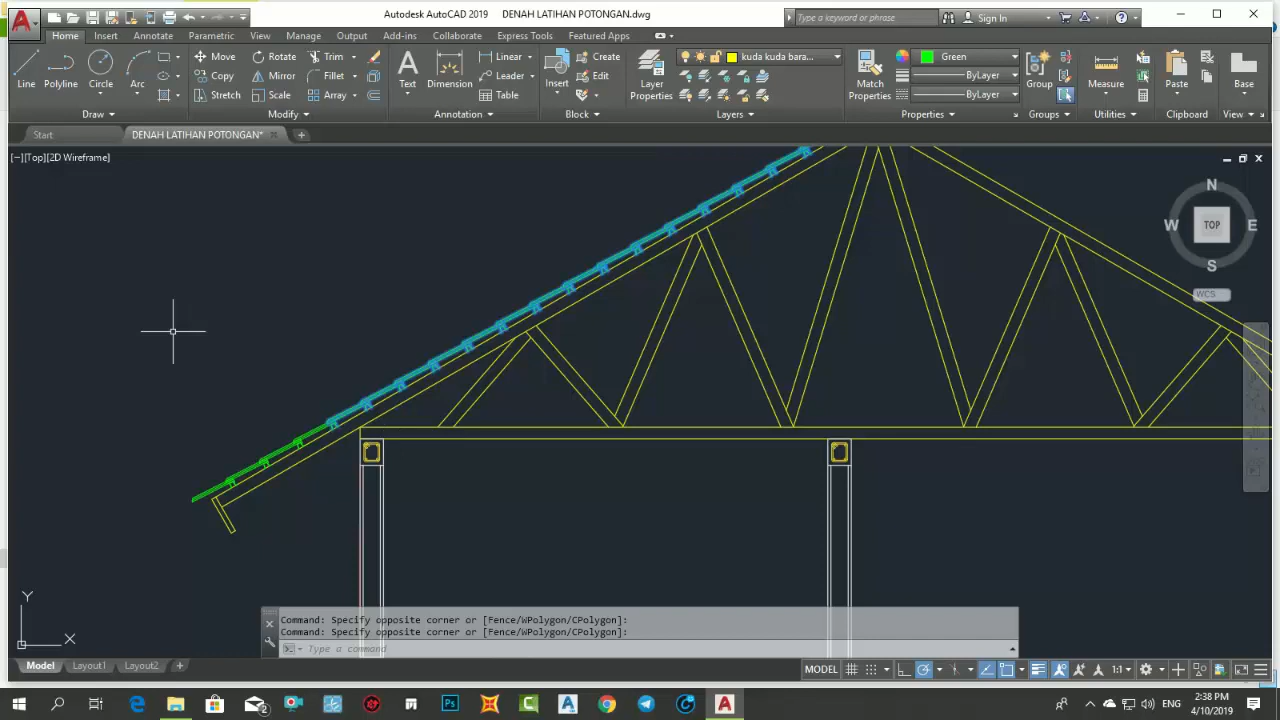 Autodesk AutoCAD 2019 DENAH LATIHAN POTONGAN.dwg
Type a keyword or phrase
Sign In
Home Insert Annotate Parametric View Manage Output Add-ins Collaborate Express Tools Featured Apps
Line Polyline Circle Arc
Move Rotate Trim
Copy Mirror Fillet
Stretch Scale Array
Text Dimension
Linear
Leader
Table
Insert
Create
Edit
Layer
Properties
kuda kuda bara...
Match
Properties
Green
ByLayer
ByLayer
Group Measure Paste Base
Draw Modify Annotation Block Layers Properties Groups Utilities Clipboard View
Start DENAH LATIHAN POTONGAN*
[−][Top][2D Wireframe]
N
W TOP E
S
WCS
Y
X
Command: Specify opposite corner or [Fence/WPolygon/CPolygon]:
Command: Specify opposite corner or [Fence/WPolygon/CPolygon]:
Type a command
Model Layout1 Layout2 MODEL 1:1
2
ENG
2:38 PM
4/10/2019